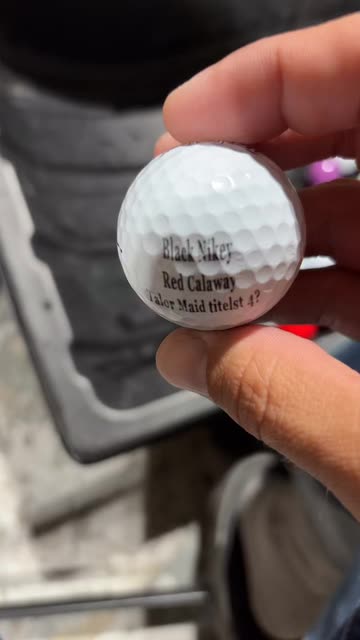 Black Nikey
Red Calaway
Talor Maid titelst 4?